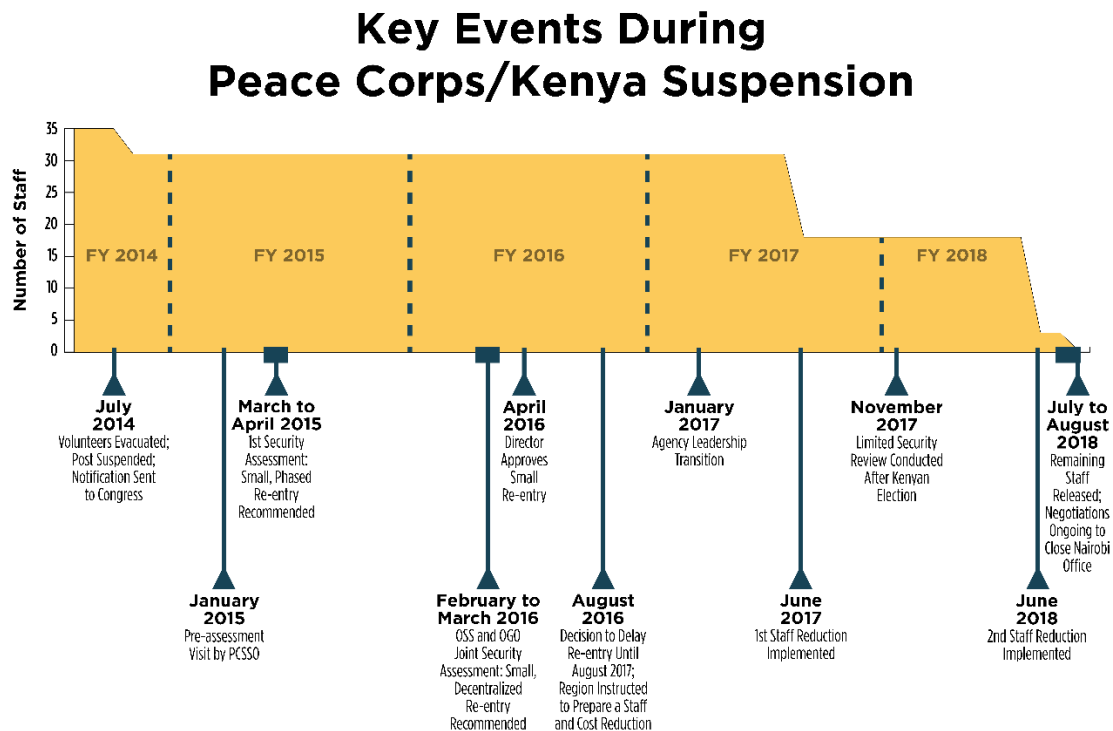 Key Events During
Peace Corps/Kenya Suspension
Number of Staff
35
30
25
20
15
10
5
0
FY 2014
FY 2015
FY 2016
FY 2017
FY 2018
July
2014
Volunteers Evacuated;
Post Suspended;
Notification Sent
to Congress
January
2015
Pre-assessment
Visit by PCSSO
March to
April 2015
1st Security
Assessment:
Small, Phased
Re-entry
Recommended
February to
March 2016
OSS and OGO
Joint Security
Assessment: Small,
Decentralized
Re-entry
Recommended
April
2016
Director
Approves
Small
Re-entry
August
2016
Decision to Delay
Re-entry Until
August 2017;
Region Instructed
to Prepare a Staff
and Cost Reduction
January
2017
Agency Leadership
Transition
June
2017
1st Staff Reduction
Implemented
November
2017
Limited Security
Review Conducted
After Kenyan
Election
June
2018
2nd Staff Reduction
Implemented
July to
August
2018
Remaining
Staff
Released;
Negotiations
Ongoing to
Close Nairobi
Office